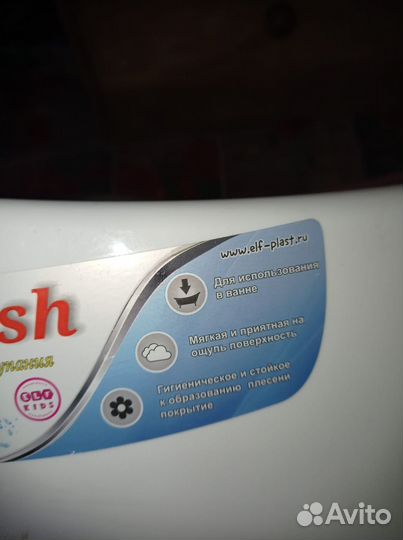 www.elf-plast.ru
Для использования
в ванне
sh
Мягкая и приятная на
ощупь поверхность
ELF
KIDS
Гигиеническое и стойкое
к образованию плесени
покрытие
Avito